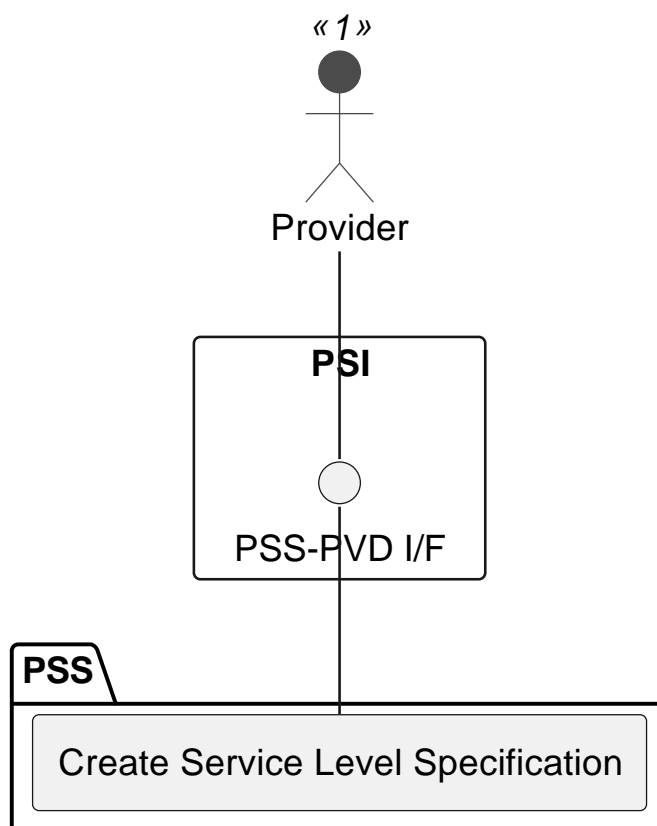 «1»
Provider
PSI
PSS-PVD I/F
PSS
Create Service Level Specification